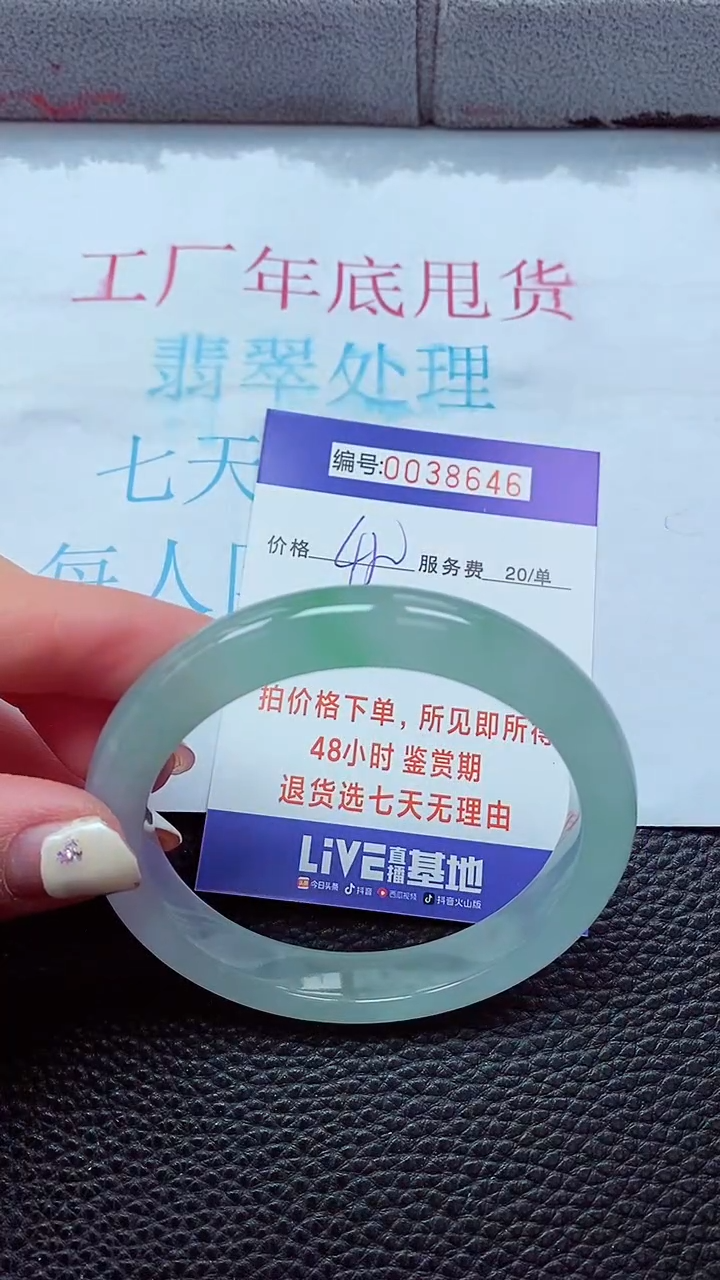 工厂年底甩货
翡翠处理
七天
每人
编号:0038646
价格 服务费 20/单
拍价格下单，所见即所得
48小时 鉴赏期
退货选七天无理由
LiVE直播基地
今日头条 抖音 西瓜视频 抖音火山版